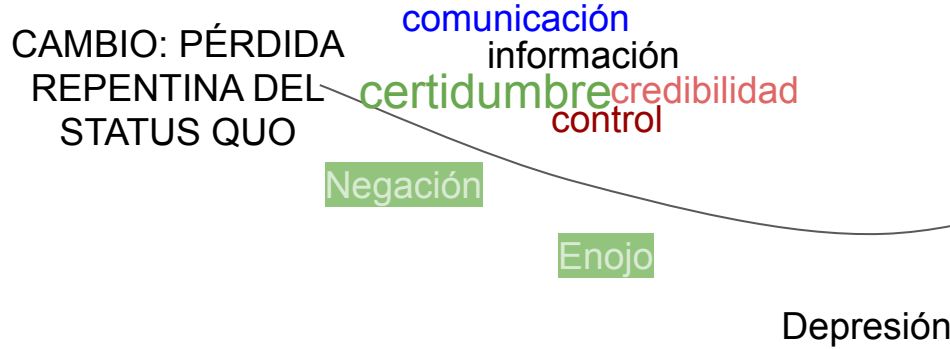 CAMBIO: PÉRDIDA
REPENTINA DEL
STATUS QUO
comunicación
información
certidumbre
credibilidad
control
Negación
Enojo
Depresión